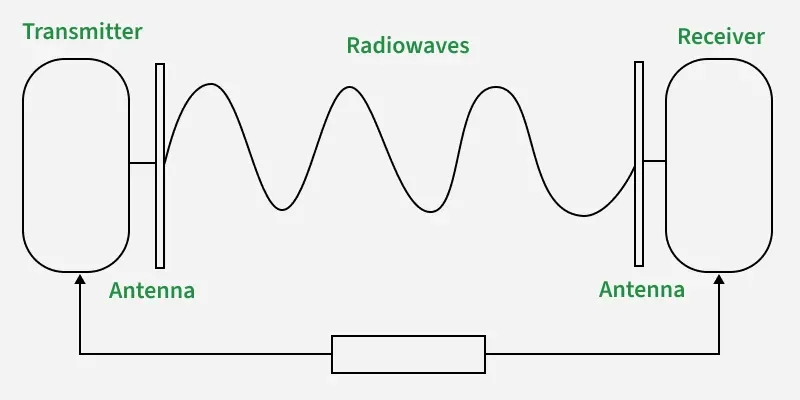 Transmitter
Radiowaves
Receiver
Antenna
Antenna